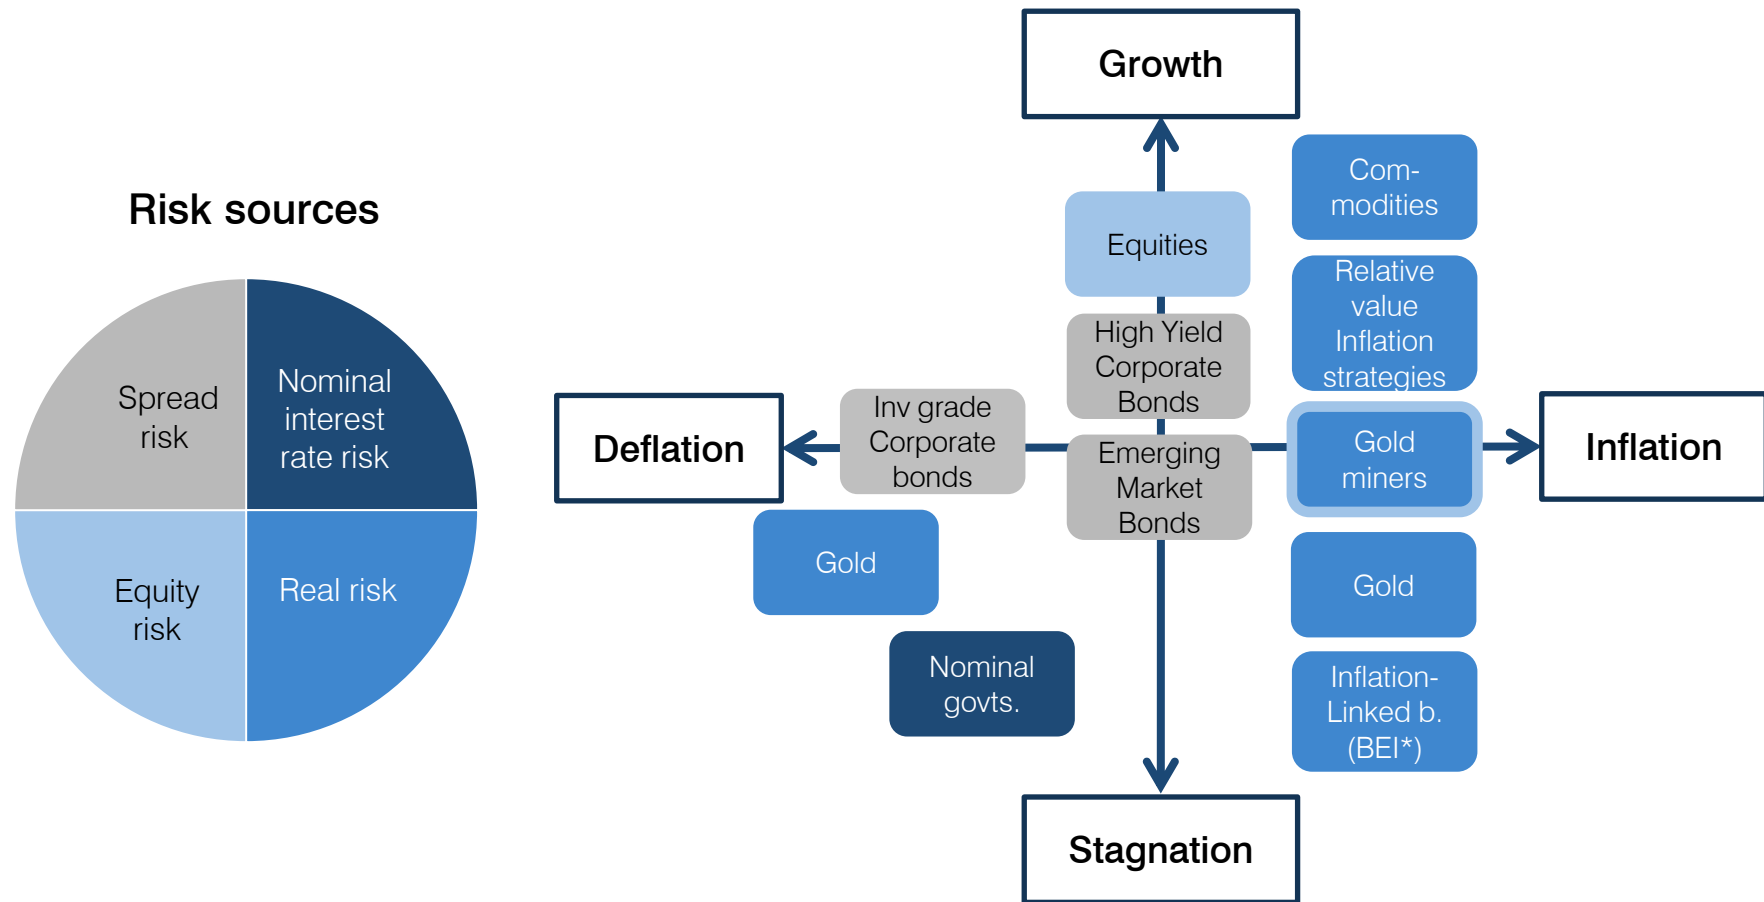 Risk sources
Spread
risk
Nominal
interest
rate risk
Equity
risk
Real risk
Growth
Com-
modities
Equities
Relative
value
Inflation
strategies
High Yield
Corporate
Bonds
Deflation
Inv grade
Corporate
bonds
Emerging
Market
Bonds
Gold
miners
Inflation
Gold
Gold
Nominal
govts.
Inflation-
Linked b.
(BEI*)
Stagnation